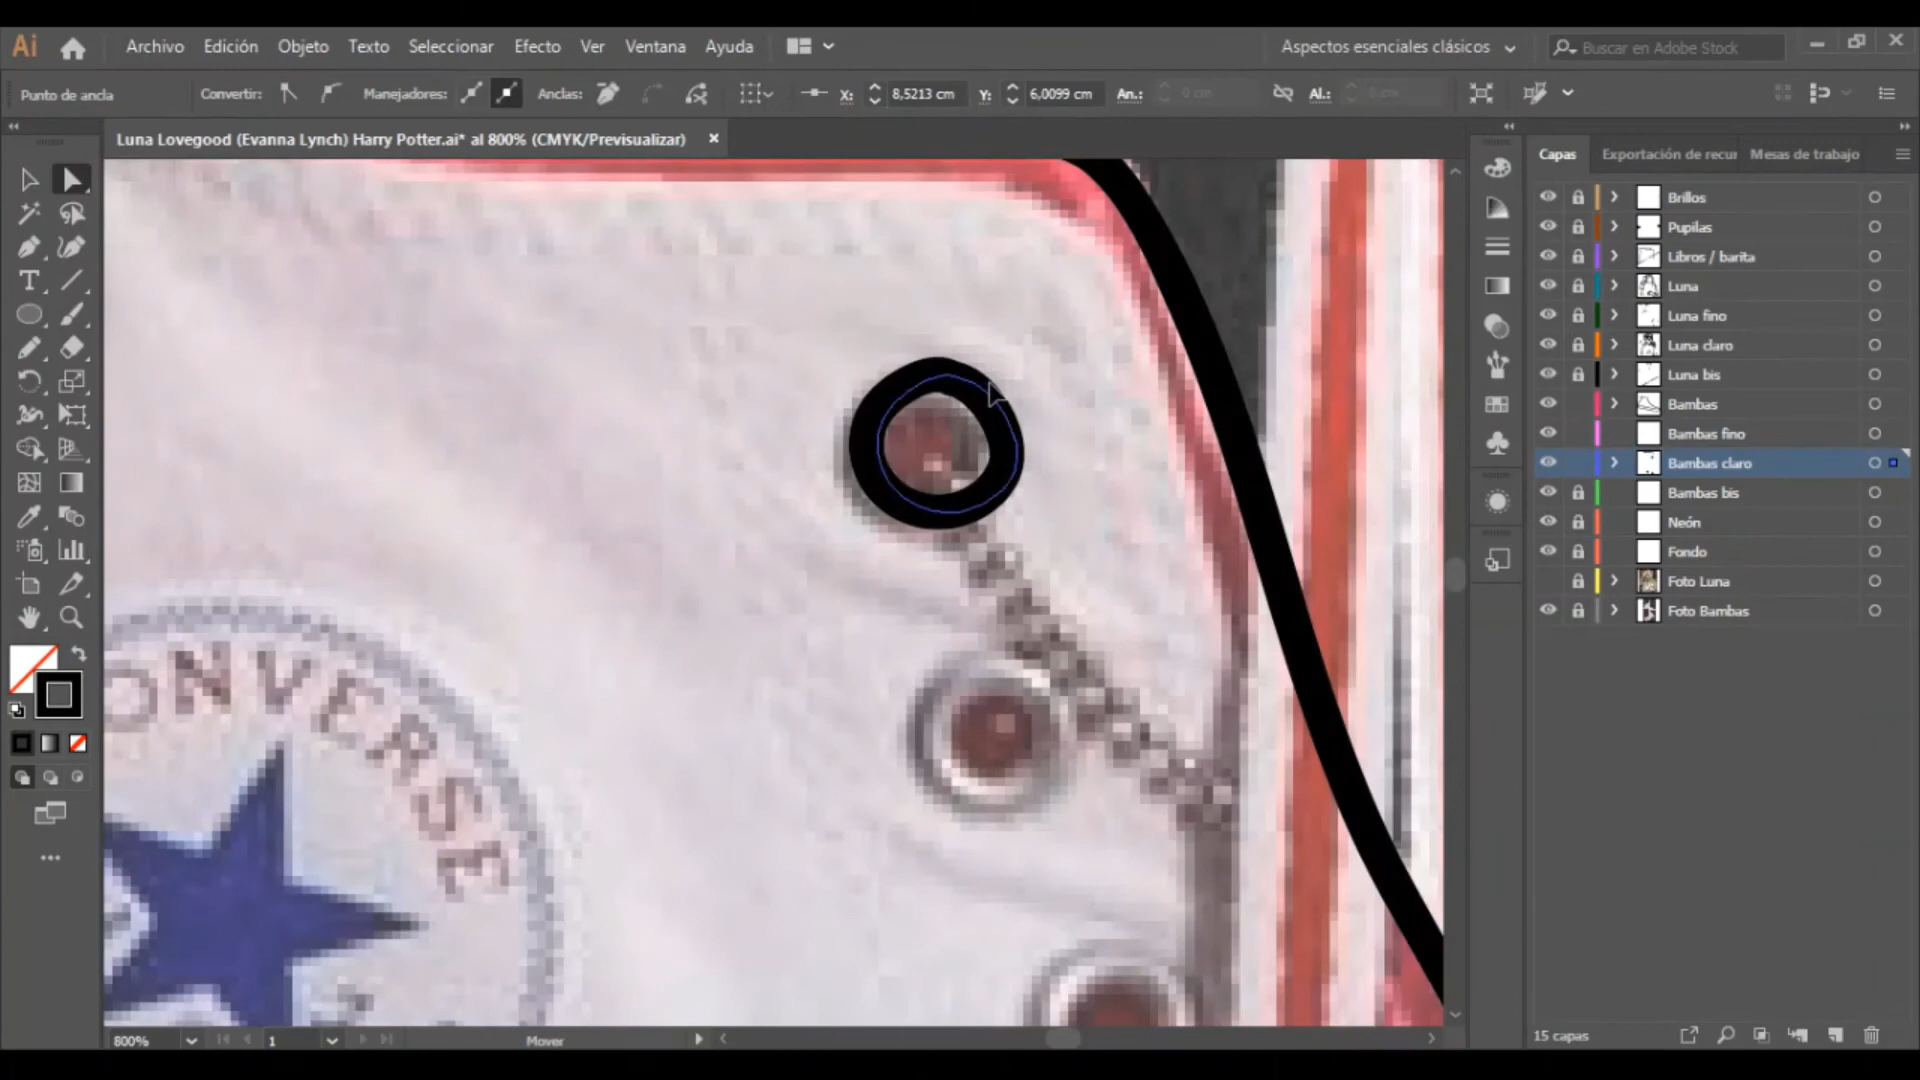 Ai Archivo Edición Objeto Texto Seleccionar Efecto Ver Ventana Ayuda Aspectos esenciales clásicos Buscar en Adobe Stock
Punto de ancla Convertir: Manejadores: Anclas: X: 8,5213 cm Y: 6,0099 cm An.: 0 cm Al.: 0 cm
Luna Lovegood (Evanna Lynch) Harry Potter.ai* al 800% (CMYK/Previsualizar)
Capas Exportación de recur Mesas de trabajo
Brillos
Pupilas
Libros / barita
Luna
Luna fino
Luna claro
Luna bis
Bambas
Bambas fino
Bambas claro
Bambas bis
Neón
Fondo
Foto Luna
Foto Bambas
ONVERSE
800% 1 Mover
15 capas